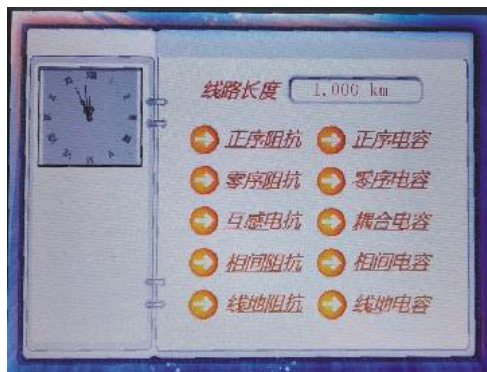 线路长度 1.000 km
正序阻抗 正序电容
零序阻抗 零序电容
互感电抗 耦合电容
相间阻抗 相间电容
线地阻抗 线地电容